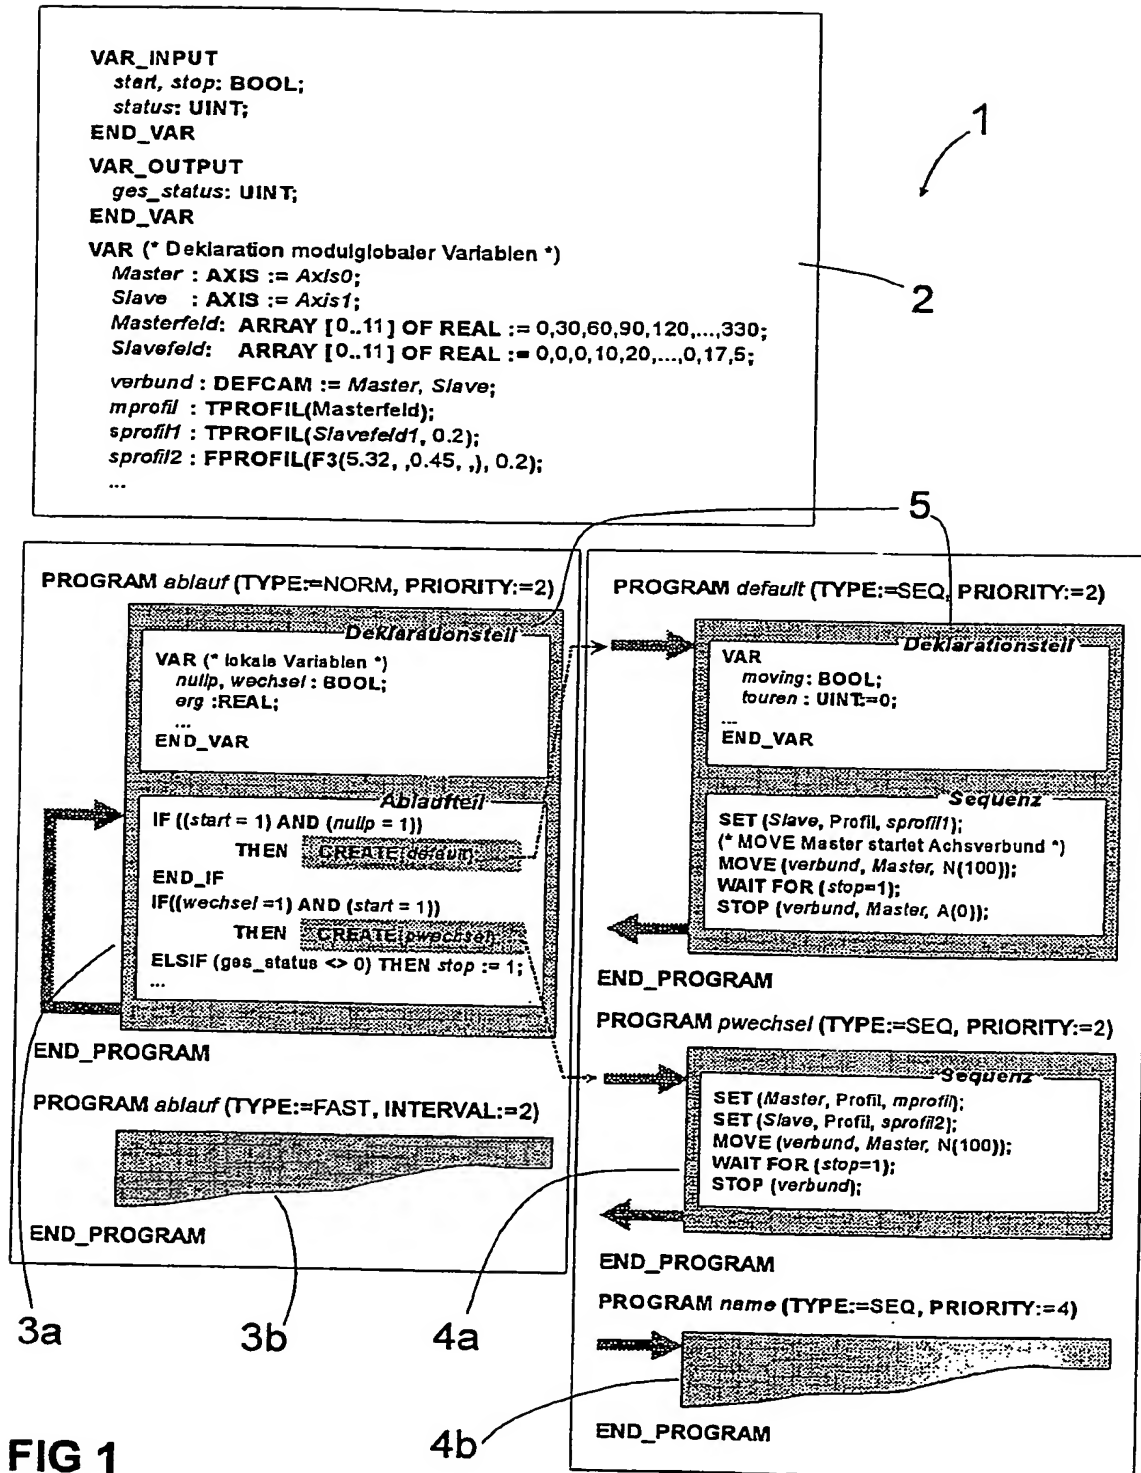 VAR_INPUT
start, stop: BOOL;
status: UINT;
END_VAR
VAR_OUTPUT
ges_status: UINT;
END_VAR
VAR (* Deklaration modulglobaler Variablen *)
Master : AXIS := Axis0;
Slave : AXIS := Axis1;
Masterfeld: ARRAY [0..11] OF REAL := 0,30,60,90,120,...,330;
Slavefeld: ARRAY [0..11] OF REAL := 0,0,0,10,20,...,0,17,5;
verbund : DEFCAM := Master, Slave;
mprofil : TPROFIL(Masterfeld);
sprofil1 : TPROFIL(Slavefeld1, 0.2);
sprofil2 : FPROFIL(F3(5.32, ,0.45, ,), 0.2);
...
1
2
5
PROGRAM ablauf (TYPE:=NORM, PRIORITY:=2)
Deklarationsteil
VAR (* lokale Variablen *)
nullp, wechsel : BOOL;
erg :REAL;
...
END_VAR
Ablaufteil
IF ((start = 1) AND (nullp = 1))
THEN CREATE(default);
END_IF
IF((wechsel =1) AND (start = 1))
THEN CREATE(pwechsel);
ELSIF (ges_status <> 0) THEN stop := 1;
...
END_PROGRAM
PROGRAM ablauf (TYPE:=FAST, INTERVAL:=2)
END_PROGRAM
PROGRAM default (TYPE:=SEQ, PRIORITY:=2)
Deklarationsteil
VAR
moving: BOOL;
touren : UINT:=0;
...
END_VAR
Sequenz
SET (Slave, Profil, sprofil1);
(* MOVE Master startet Achsverbund *)
MOVE (verbund, Master, N(100));
WAIT FOR (stop=1);
STOP (verbund, Master, A(0));
END_PROGRAM
PROGRAM pwechsel (TYPE:=SEQ, PRIORITY:=2)
Sequenz
SET (Master, Profil, mprofil);
SET (Slave, Profil, sprofil2);
MOVE (verbund, Master, N(100));
WAIT FOR (stop=1);
STOP (verbund);
END_PROGRAM
PROGRAM name (TYPE:=SEQ, PRIORITY:=4)
END_PROGRAM
3a
3b
4a
4b
FIG 1